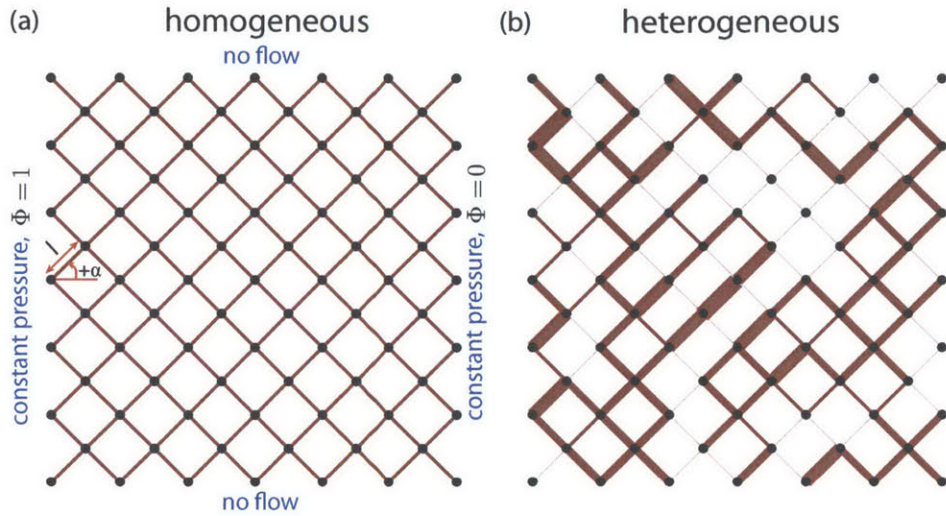 (a) homogeneous
no flow
constant pressure, Φ = 1
l
+α
constant pressure, Φ = 0
no flow
(b) heterogeneous